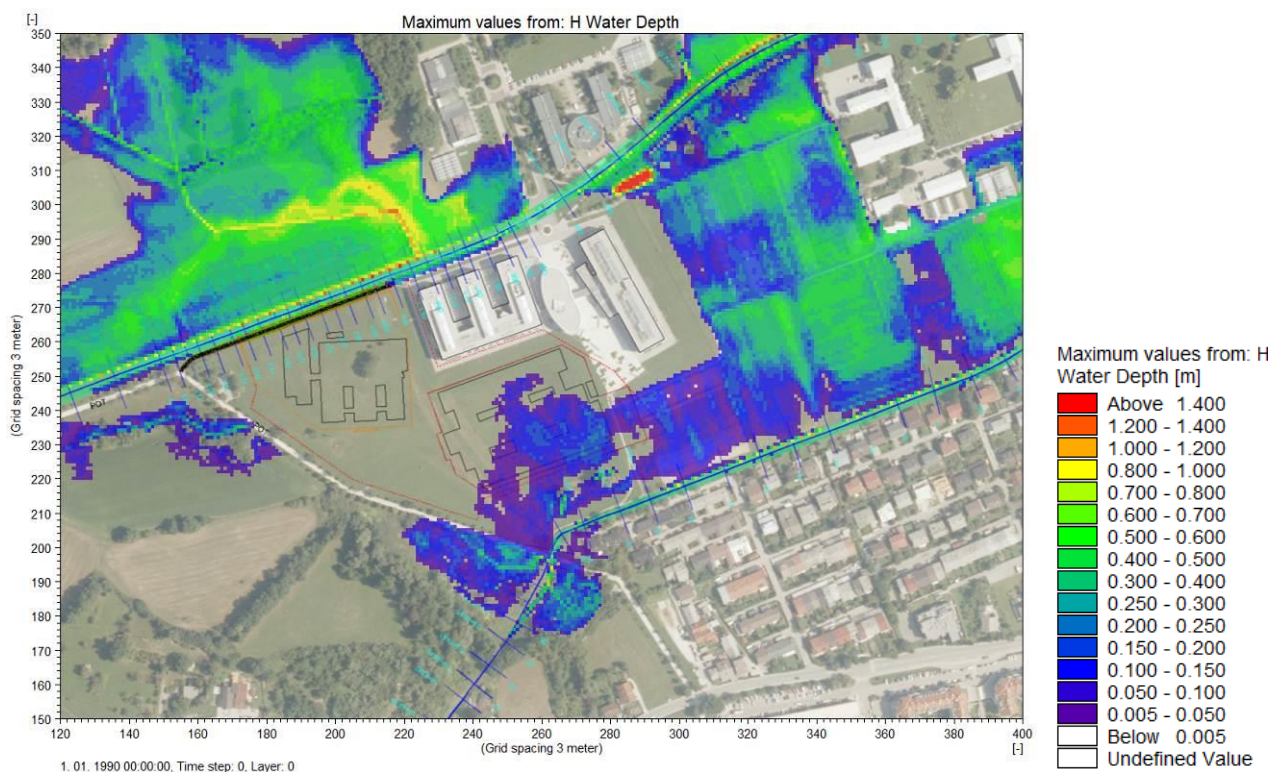 [-]
Maximum values from: H Water Depth
350
340
330
320
310
300
290
280
270
260
250
240
230
220
210
200
190
180
170
160
150
(Grid spacing 3 meter)
POT
120 140 160 180 200 220 240 260 280 300 320 340 360 380 400
(Grid spacing 3 meter)
[-]
1. 01. 1990 00:00:00, Time step: 0, Layer: 0
Maximum values from: H
Water Depth [m]
Above 1.400
1.200 - 1.400
1.000 - 1.200
0.800 - 1.000
0.700 - 0.800
0.600 - 0.700
0.500 - 0.600
0.400 - 0.500
0.300 - 0.400
0.250 - 0.300
0.200 - 0.250
0.150 - 0.200
0.100 - 0.150
0.050 - 0.100
0.005 - 0.050
Below 0.005
Undefined Value